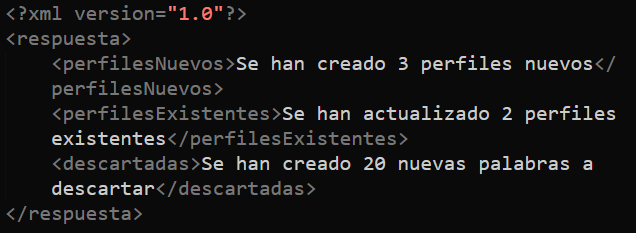 <?xml version="1.0"?>
<respuesta>
<perfilesNuevos>Se han creado 3 perfiles nuevos</
perfilesNuevos>
<perfilesExistentes>Se han actualizado 2 perfiles
existentes</perfilesExistentes>
<descartadas>Se han creado 20 nuevas palabras a
descartar</descartadas>
</respuesta>